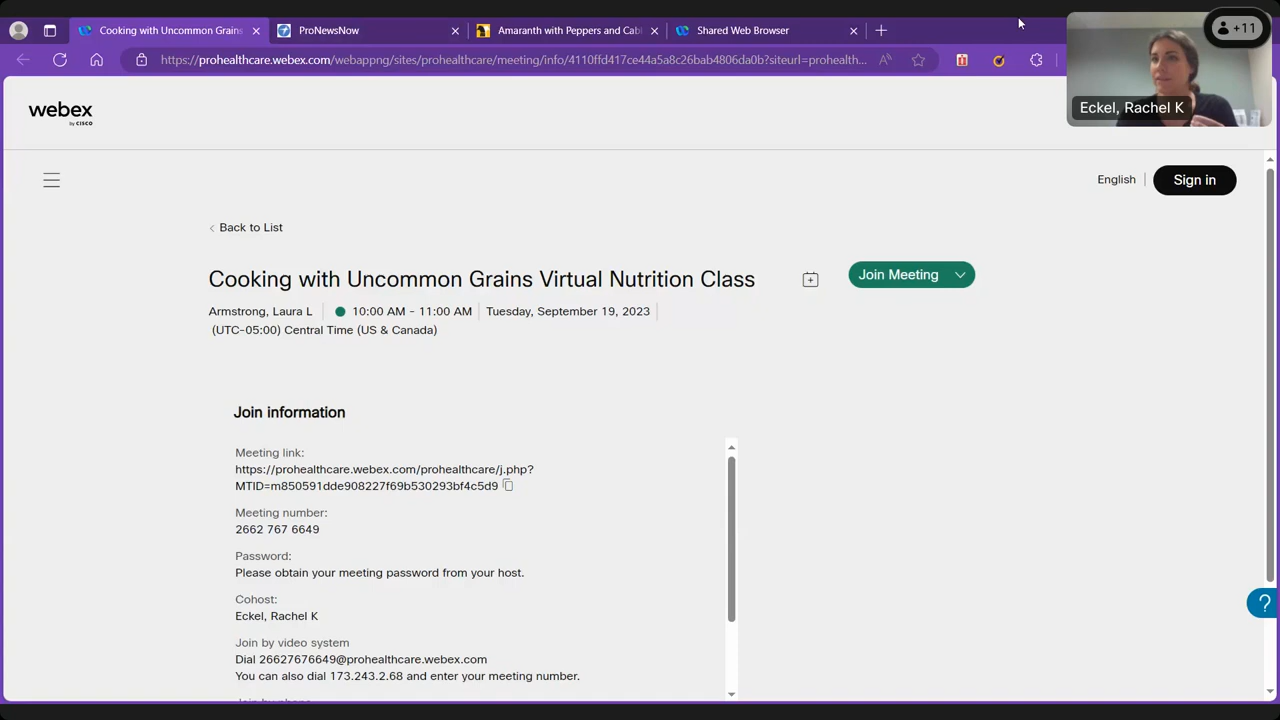 Cooking with Uncommon Grains
ProNewsNow
Amaranth with Peppers and Cab
Shared Web Browser
https://prohealthcare.webex.com/webappng/sites/prohealthcare/meeting/info/4110ffd417ce44a5a8c26bab4806da0b?siteurl=prohealth...
+11
Eckel, Rachel K
webex
by CISCO
English
Sign in
Back to List
Cooking with Uncommon Grains Virtual Nutrition Class
Join Meeting
Armstrong, Laura L
10:00 AM - 11:00 AM
Tuesday, September 19, 2023
(UTC-05:00) Central Time (US & Canada)
Join information
Meeting link:
https://prohealthcare.webex.com/prohealthcare/j.php?
MTID=m850591dde908227f69b530293bf4c5d9
Meeting number:
2662 767 6649
Password:
Please obtain your meeting password from your host.
Cohost:
Eckel, Rachel K
Join by video system
Dial 26627676649@prohealthcare.webex.com
You can also dial 173.243.2.68 and enter your meeting number.
?